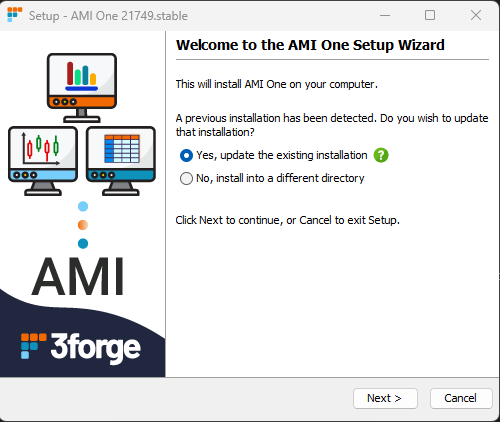 Setup - AMI One 21749.stable
Welcome to the AMI One Setup Wizard
This will install AMI One on your computer.
A previous installation has been detected. Do you wish to update
that installation?
Yes, update the existing installation ?
No, install into a different directory
Click Next to continue, or Cancel to exit Setup.
AMI
3forge
Next >
Cancel